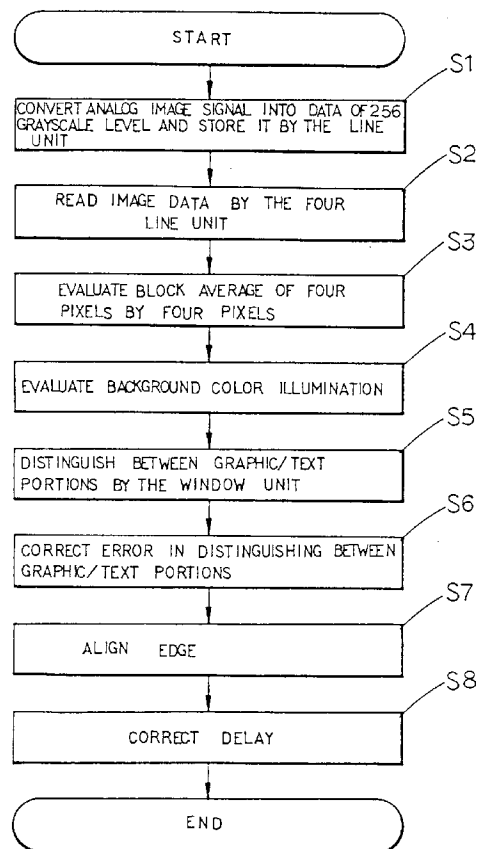 START
S1
CONVERT ANALOG IMAGE SIGNAL INTO DATA OF 256
GRAYSCALE LEVEL AND STORE IT BY THE LINE
UNIT
S2
READ IMAGE DATA BY THE FOUR
LINE UNIT
S3
EVALUATE BLOCK AVERAGE OF FOUR
PIXELS BY FOUR PIXELS
S4
EVALUATE BACKGROUND COLOR ILLUMINATION
S5
DISTINGUISH BETWEEN GRAPHIC/TEXT
PORTIONS BY THE WINDOW UNIT
S6
CORRECT ERROR IN DISTINGUISHING BETWEEN
GRAPHIC/TEXT PORTIONS
S7
ALIGN EDGE
S8
CORRECT DELAY
END